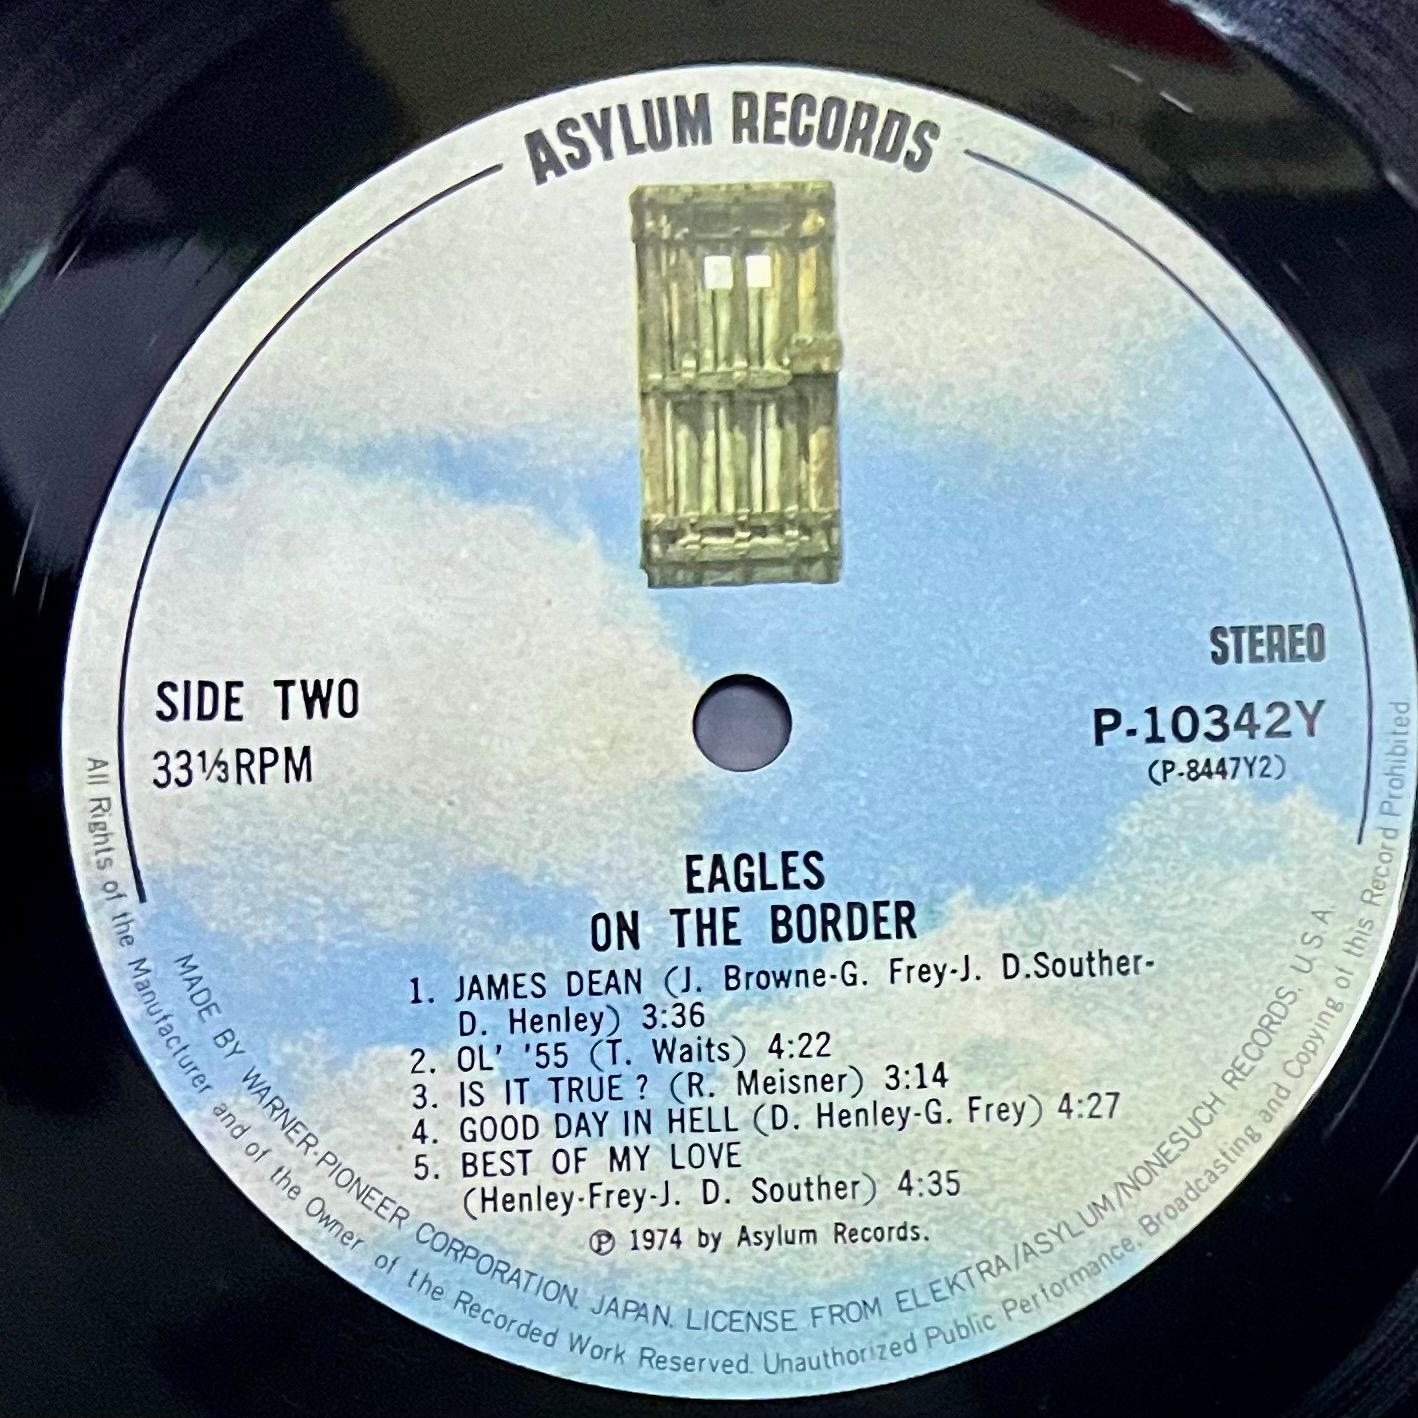 ASYLUM RECORDS
STEREO
SIDE TWO
P-10342Y
33⅓RPM
(P-8447Y2)
EAGLES
ON THE BORDER
1. JAMES DEAN (J. Browne-G. Frey-J. D.Souther-
D. Henley) 3:36
2. OL' '55 (T. Waits) 4:22
3. IS IT TRUE? (R. Meisner) 3:14
4. GOOD DAY IN HELL (D. Henley-G. Frey) 4:27
5. BEST OF MY LOVE
(Henley-Frey-J. D. Souther) 4:35
Ⓟ 1974 by Asylum Records.
MADE BY WARNER-PIONEER CORPORATION, JAPAN. LICENSE FROM ELEKTRA/ASYLUM/NONESUCH RECORDS. U.S.A
All Rights of the Manufacturer and of the Owner of the Recorded Work Reserved. Unauthorized Public Performance, Broadcasting and Copying of this Record Prohibited